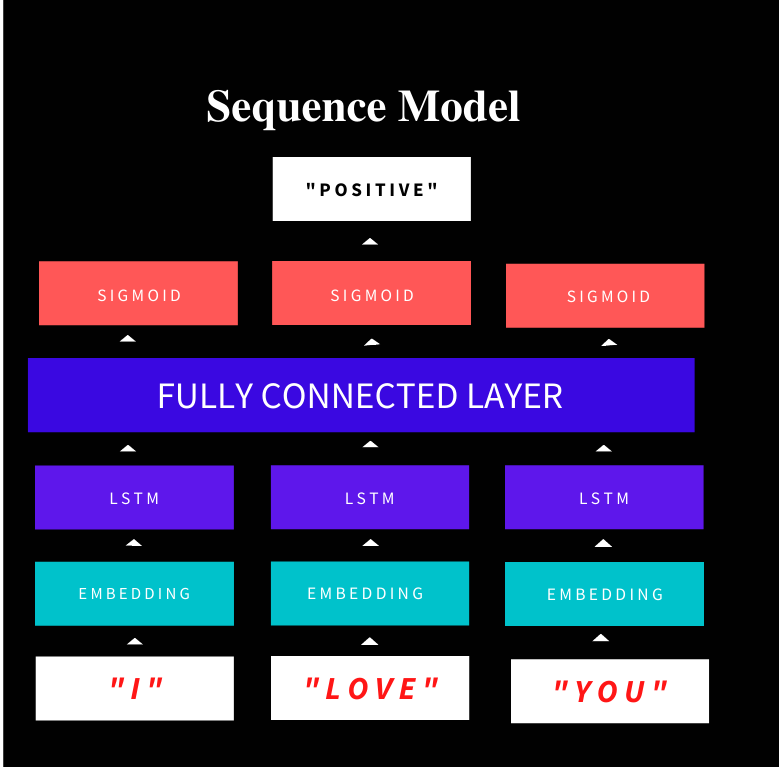 Sequence Model
"POSITIVE"
SIGMOID SIGMOID SIGMOID
FULLY CONNECTED LAYER
LSTM LSTM LSTM
EMBEDDING EMBEDDING EMBEDDING
"I" "LOVE" "YOU"